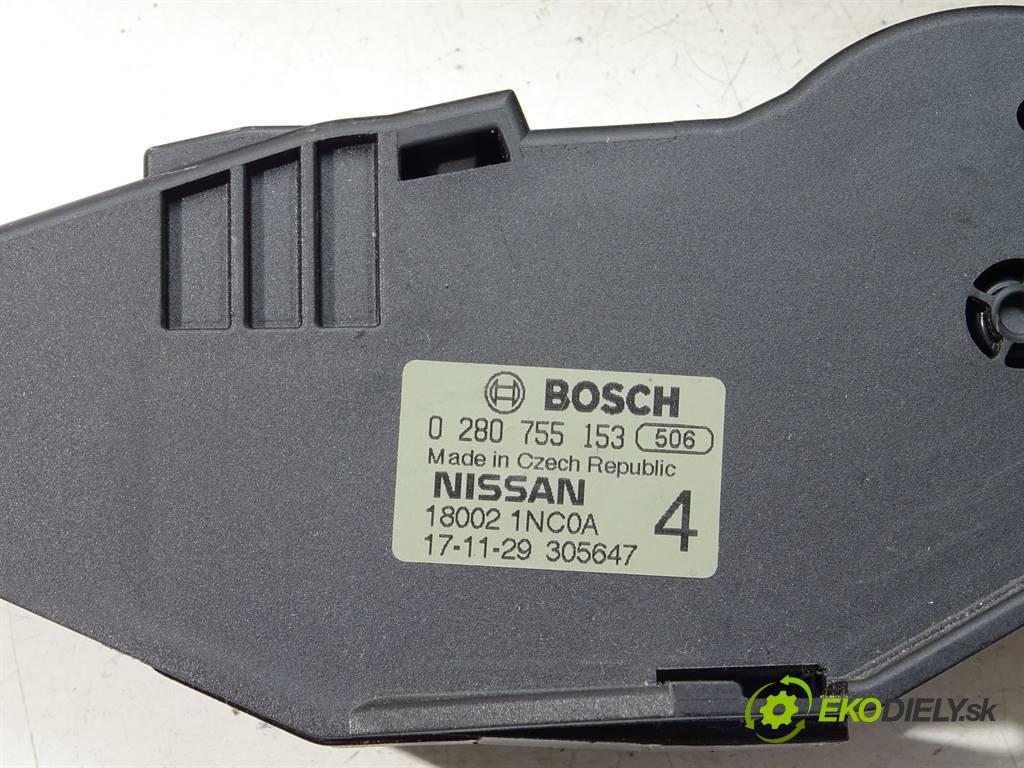 BOSCH
0 280 755 153 506
Made in Czech Republic
NISSAN
18002 1NC0A 4
17-11-29 305647
EKODIELY.sk